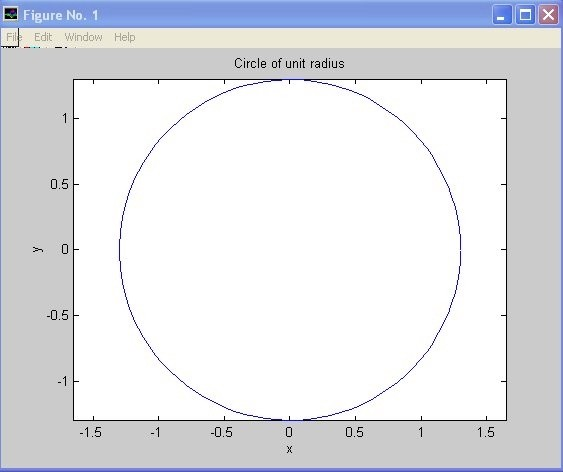 Figure No. 1
File Edit Window Help
Circle of unit radius
1
0.5
y 0
-0.5
-1
-1.5 -1 -0.5 0 0.5 1 1.5
x